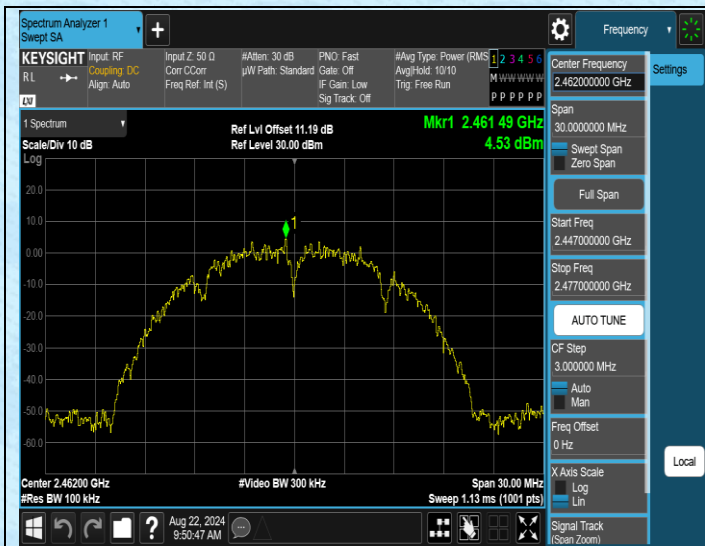 Spectrum Analyzer 1
Swept SA
Frequency
KEYSIGHT
R L
LXI
Input: RF
Coupling: DC
Align: Auto
Input Z: 50 Ω
Corr CCorr
Freq Ref: Int (S)
#Atten: 30 dB
µW Path: Standard
PNO: Fast
Gate: Off
IF Gain: Low
Sig Track: Off
#Avg Type: Power (RMS
Avg|Hold: 10/10
Trig: Free Run
1 2 3 4 5 6
M W W W W W
P P P P P P
1 Spectrum
Scale/Div 10 dB
Ref Lvl Offset 11.19 dB
Ref Level 30.00 dBm
Mkr1 2.461 49 GHz
4.53 dBm
Log
20.0
10.0
0.00
-10.0
-20.0
-30.0
-40.0
-50.0
-60.0
1
Center 2.46200 GHz
#Res BW 100 kHz
#Video BW 300 kHz
Span 30.00 MHz
Sweep 1.13 ms (1001 pts)
Center Frequency
2.462000000 GHz
Settings
Span
30.0000000 MHz
Swept Span
Zero Span
Full Span
Start Freq
2.447000000 GHz
Stop Freq
2.477000000 GHz
AUTO TUNE
CF Step
3.000000 MHz
Auto
Man
Freq Offset
0 Hz
X Axis Scale
Log
Lin
Local
Signal Track
(Span Zoom)
?
Aug 22, 2024
9:50:47 AM